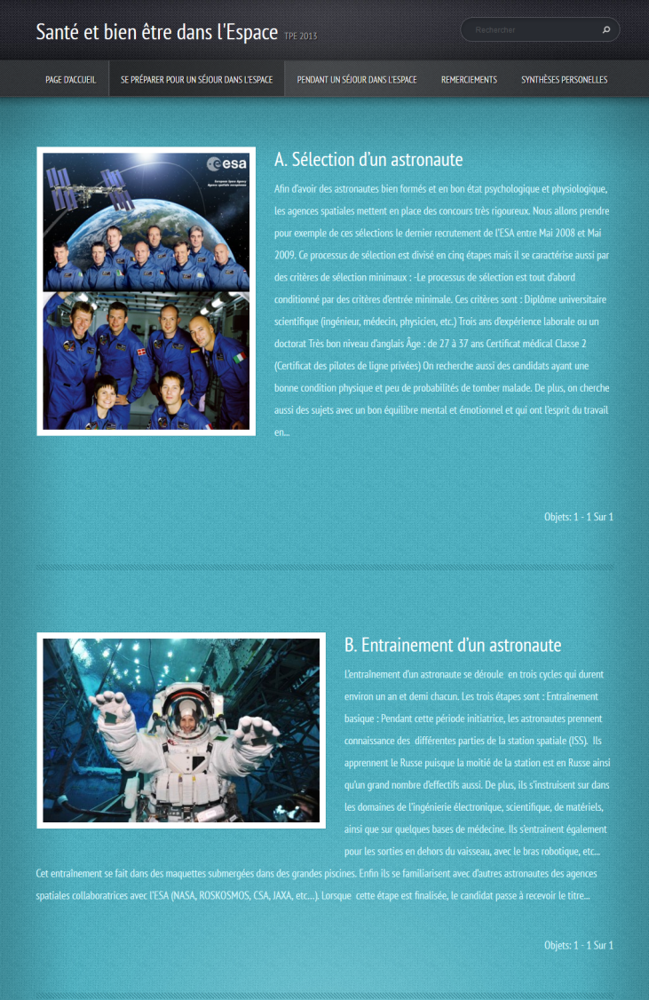 Santé et bien être dans l'Espace TPE 2013
Rechercher
PAGE D'ACCUEIL SE PRÉPARER POUR UN SÉJOUR DANS L'ESPACE PENDANT UN SÉJOUR DANS L'ESPACE REMERCIEMENTS SYNTHÈSES PERSONELLES
esa
European Space Agency
Agence spatiale européenne
A. Sélection d'un astronaute
Afin d'avoir des astronautes bien formés et en bon état psychologique et physiologique,
les agences spatiales mettent en place des concours très rigoureux. Nous allons prendre
pour exemple de ces sélections le dernier recrutement de l'ESA entre Mai 2008 et Mai
2009. Ce processus de sélection est divisé en cinq étapes mais il se caractérise aussi par
des critères de sélection minimaux : -Le processus de sélection est tout d'abord
conditionné par des critères d'entrée minimale. Ces critères sont : Diplôme universitaire
scientifique (ingénieur, médecin, physicien, etc.) Trois ans d'expérience laborale ou un
doctorat Très bon niveau d'anglais Âge : de 27 à 37 ans Certificat médical Classe 2
(Certificat des pilotes de ligne privées) On recherche aussi des candidats ayant une
bonne condition physique et peu de probabilités de tomber malade. De plus, on cherche
aussi des sujets avec un bon équilibre mental et émotionnel et qui ont l'esprit du travail
en...
Objets: 1 - 1 Sur 1
B. Entrainement d'un astronaute
L'entraînement d'un astronaute se déroule en trois cycles qui durent
environ un an et demi chacun. Les trois étapes sont : Entraînement
basique : Pendant cette période initiatrice, les astronautes prennent
connaissance des différentes parties de la station spatiale (ISS). Ils
apprennent le Russe puisque la moitié de la station est en Russe ainsi
qu'un grand nombre d'effectifs aussi. De plus, ils s'instruisent sur dans
les domaines de l'ingénierie électronique, scientifique, de matériels,
ainsi que sur quelques bases de médecine. Ils s'entrainent également
pour les sorties en dehors du vaisseau, avec le bras robotique, etc...
Cet entraînement se fait dans des maquettes submergées dans des grandes piscines. Enfin ils se familiarisent avec d'autres astronautes des agences
spatiales collaboratrices avec l'ESA (NASA, ROSKOSMOS, CSA, JAXA, etc...). Lorsque cette étape est finalisée, le candidat passe à recevoir le titre...
Objets: 1 - 1 Sur 1